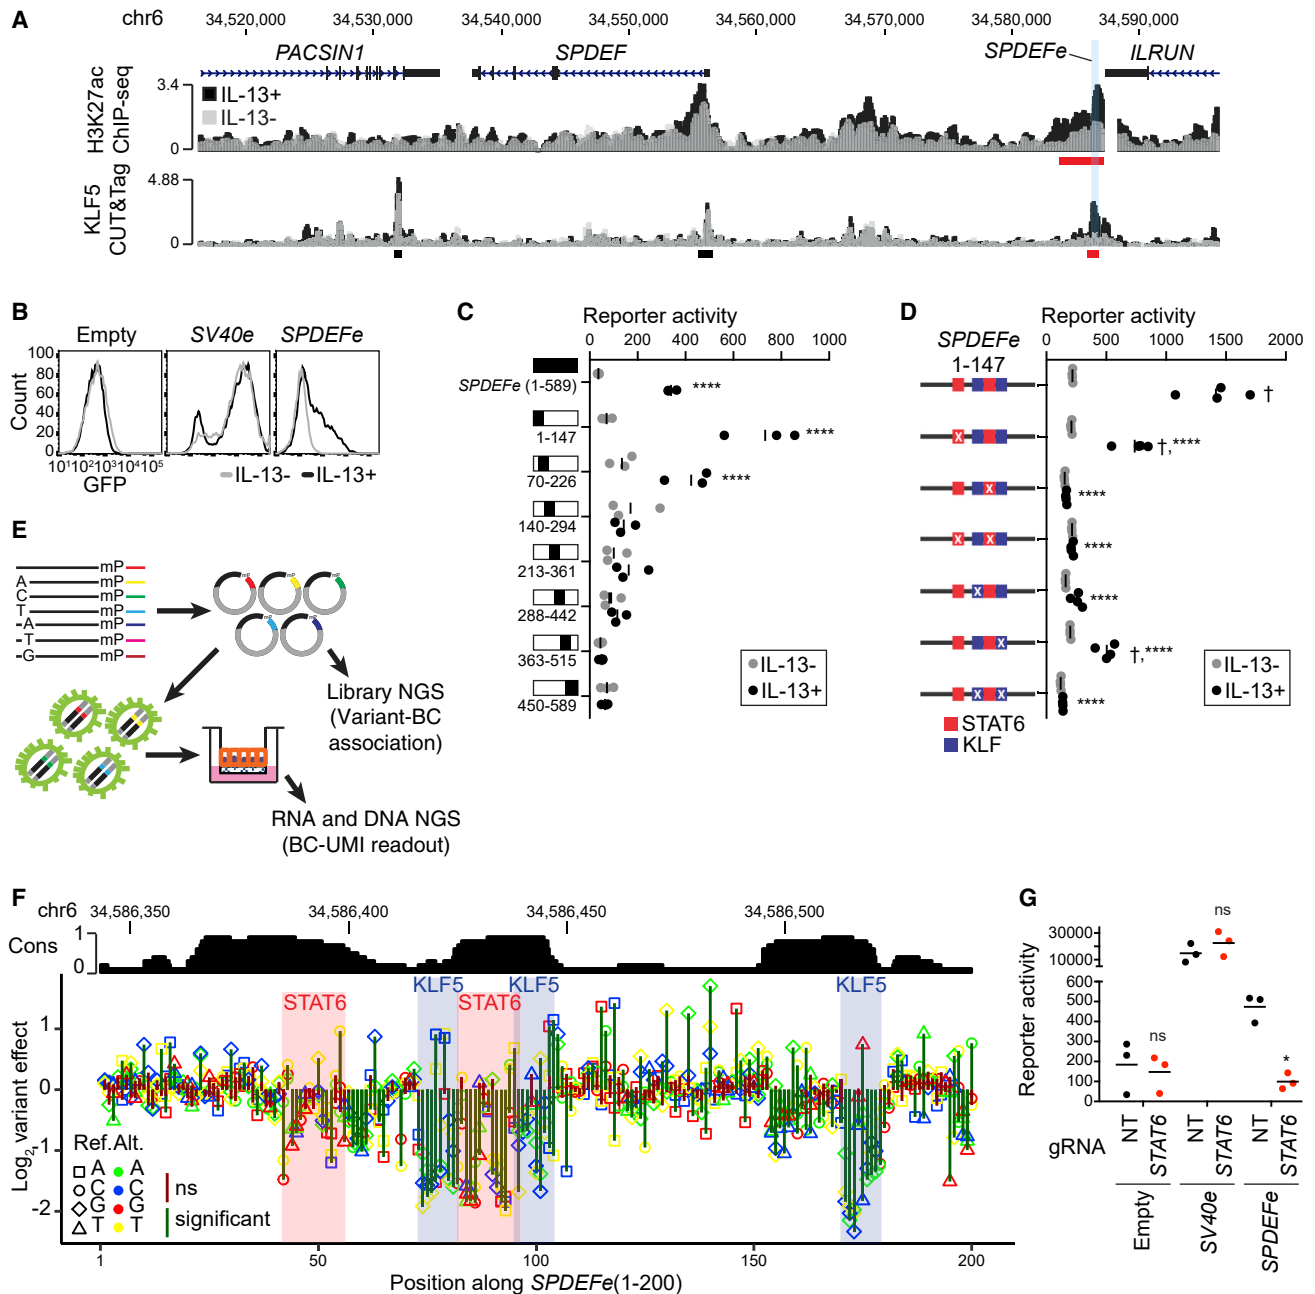 A
chr6 34,520,000 34,530,000 34,540,000 34,550,000 34,560,000 34,570,000 34,580,000 34,590,000
PACSIN1 SPDEF SPDEFe ILRUN
H3K27ac
ChIP-seq
3.4
0
IL-13+
IL-13-
KLF5
CUT&Tag
4.88
0
B
Empty SV40e SPDEFe
Count
100
80
60
40
20
0
10¹10²10³10⁴10⁵
GFP
IL-13- IL-13+
C
Reporter activity
0 200 400 600 800 1000
SPDEFe (1-589) ****
1-147 ****
70-226 ****
140-294
213-361
288-442
363-515
450-589
IL-13-
IL-13+
D
Reporter activity
SPDEFe
1-147
0 500 1000 1500 2000
†
X †,****
X ****
X X ****
X ****
X †,****
X X ****
IL-13-
IL-13+
STAT6
KLF
E
mP
A mP
C mP
T mP
-A mP
-T mP
-G mP
mP mP mP
mP mP
Library NGS
(Variant-BC
association)
RNA and DNA NGS
(BC-UMI readout)
F
chr6 34,586,350 34,586,400 34,586,450 34,586,500
Cons
1
0
STAT6 KLF5 STAT6 KLF5 KLF5
Log₂ variant effect
1
0
-1
-2
Ref. Alt.
A A
C C
G G
T T
ns
significant
1 50 100 150 200
Position along SPDEFe(1-200)
G
Reporter activity
30000
10000
600
500
400
300
200
100
0
ns
ns
*
gRNA
NT STAT6 NT STAT6 NT STAT6
Empty SV40e SPDEFe